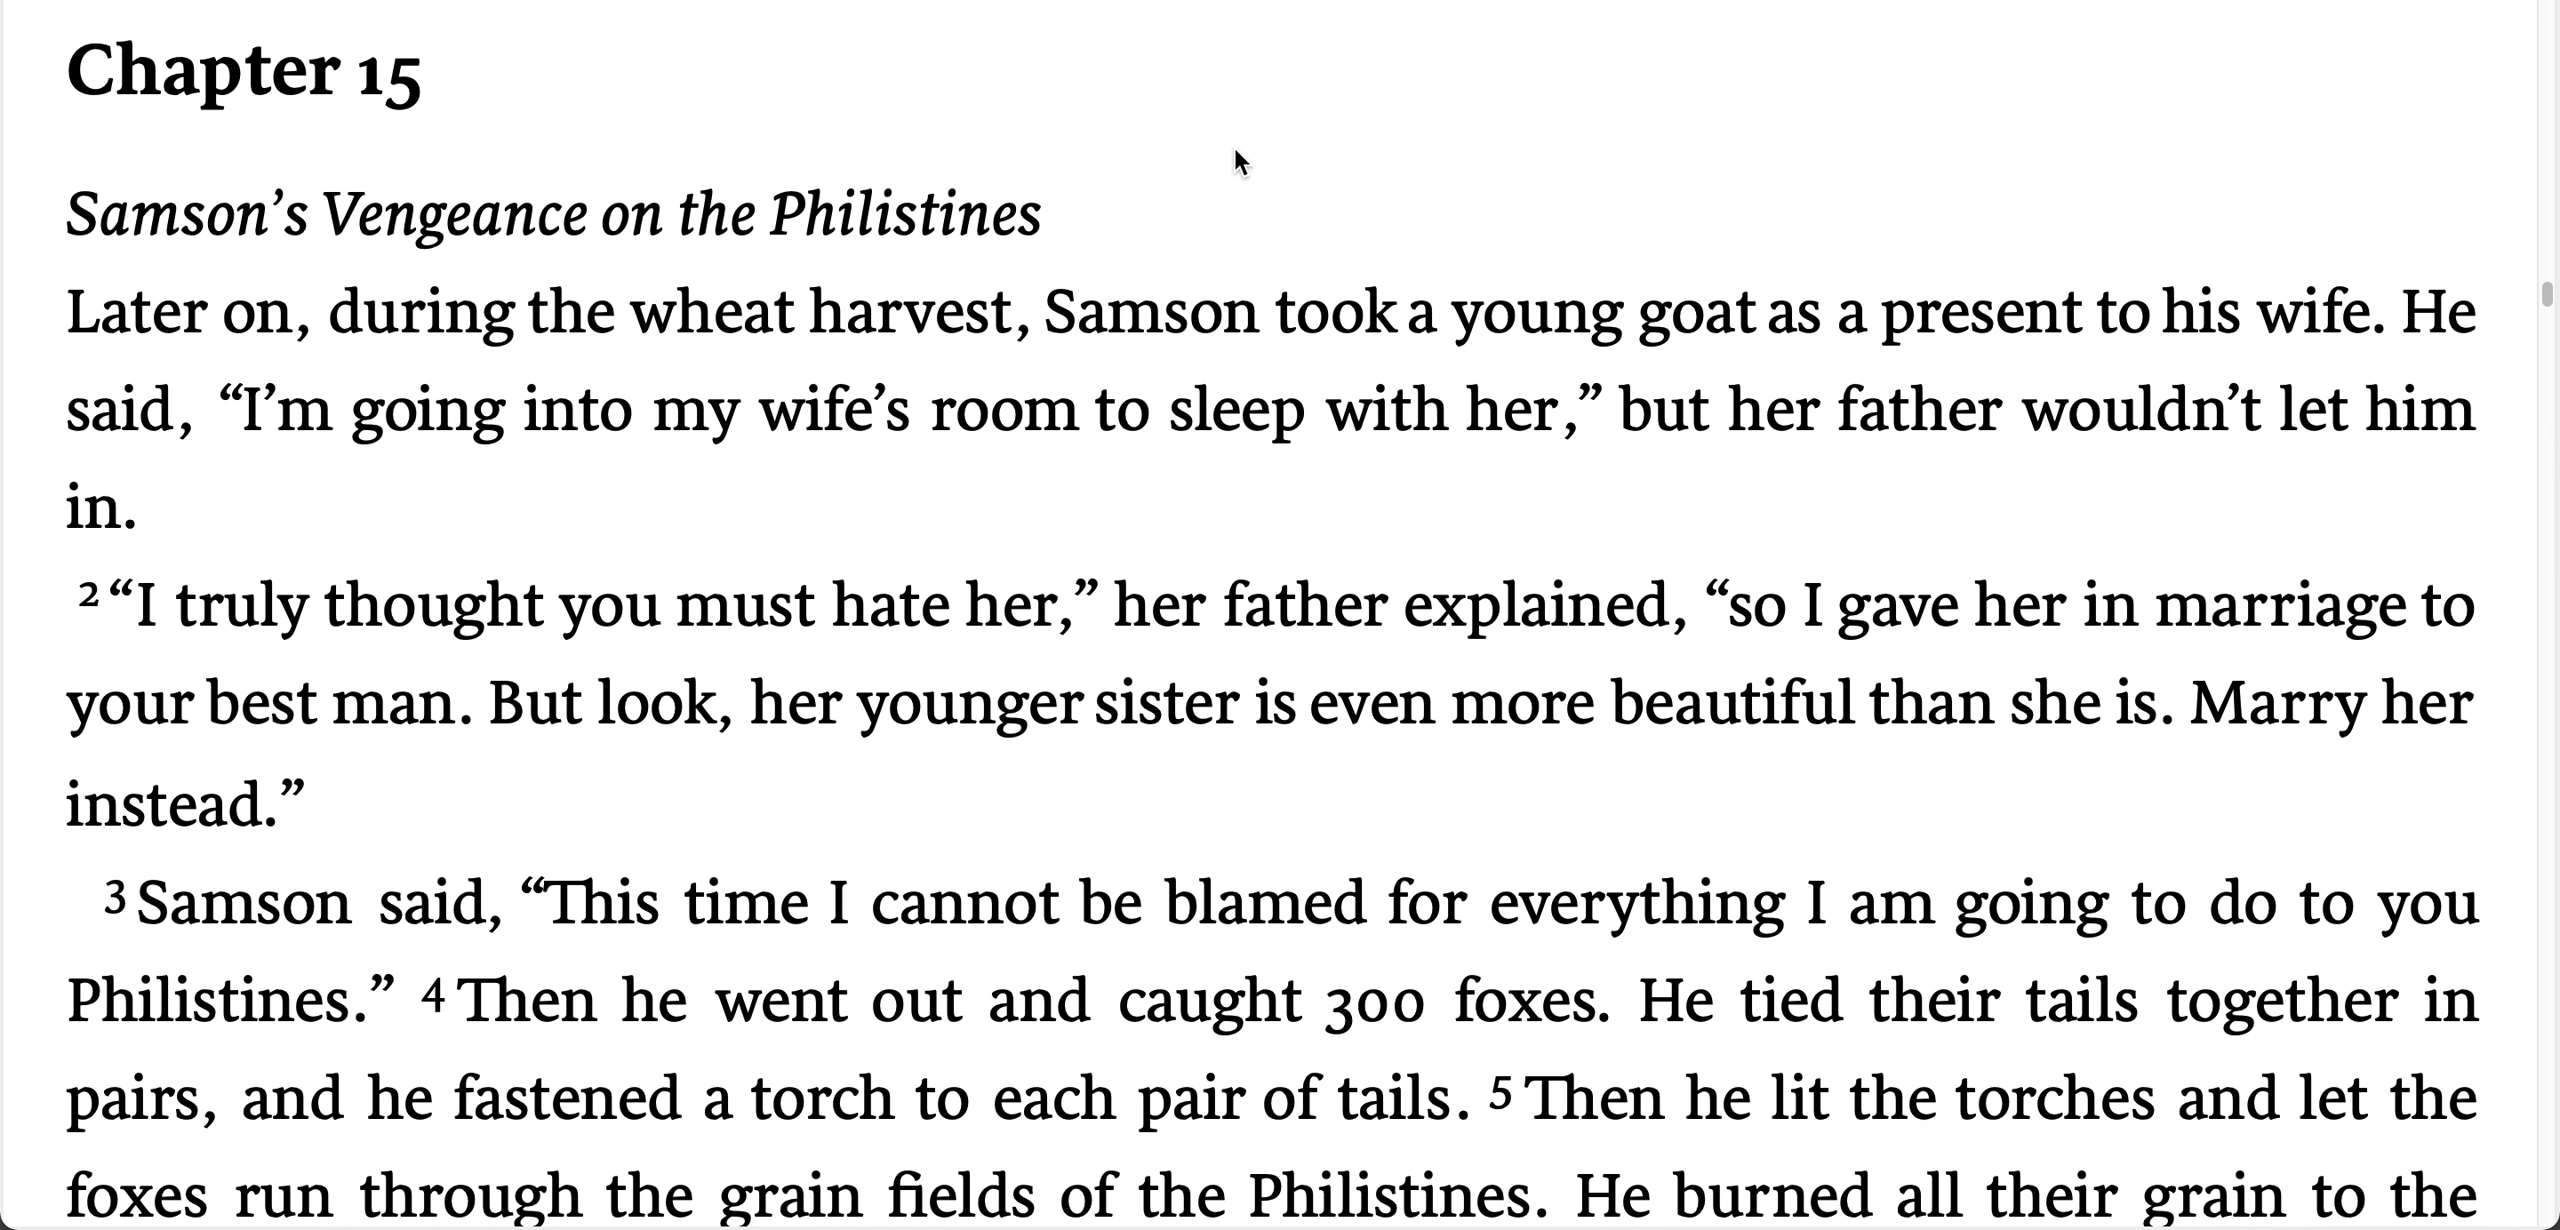 Chapter 15
Samson’s Vengeance on the Philistines
Later on, during the wheat harvest, Samson took a young goat as a present to his wife. He
said, “I’m going into my wife’s room to sleep with her,” but her father wouldn’t let him
in.
2 “I truly thought you must hate her,” her father explained, “so I gave her in marriage to
your best man. But look, her younger sister is even more beautiful than she is. Marry her
instead.”
3 Samson said, “This time I cannot be blamed for everything I am going to do to you
Philistines.” 4 Then he went out and caught 300 foxes. He tied their tails together in
pairs, and he fastened a torch to each pair of tails. 5 Then he lit the torches and let the
foxes run through the grain fields of the Philistines. He burned all their grain to the